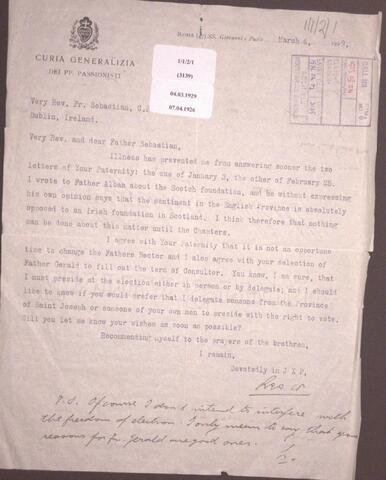 1/1/2/1
CURIA GENERALIZIA
DEI PP. PASSIONISTI
Roma SS. Giovanni e Paolo
March 4,
1/1/2/1
(3139)
04.03.1929
07.04.1926
Very Rev. Fr. Sebastian, C.
Dublin, Ireland.
Very Rev. and dear Father Sebastian,
Illness has prevented me from answering sooner the two
letters of Your Paternity: the one of January 3, the other of February 25.
I wrote to Father Alban about the Scotch foundation, and he without expressing
his own opinion says that the sentiment in the English Province is absolutely
opposed to an Irish foundation in Scotland. I think therefore that nothing
can be done about this matter until the Chapters.
I agree with Your Paternity that it is not an opportune
time to change the Fathers Rector and I also agree with your selection of
Father Gerald to fill out the term of Consultor. You know, I am sure, that
I must preside at the election either in person or by delegate; and I should
like to know if you would prefer that I delegate someone from the Province
of Saint Joseph or someone of your own men to preside with the right to vote.
Will you let me know your wishes as soon as possible?
Recommending myself to the prayers of the brethren,
I remain,
Devotedly in J X P,
Leo
P.S. Of course I don't intend to interfere with
the freedom of election. I only mean to say that your
reasons for Fr. Gerald are good ones.